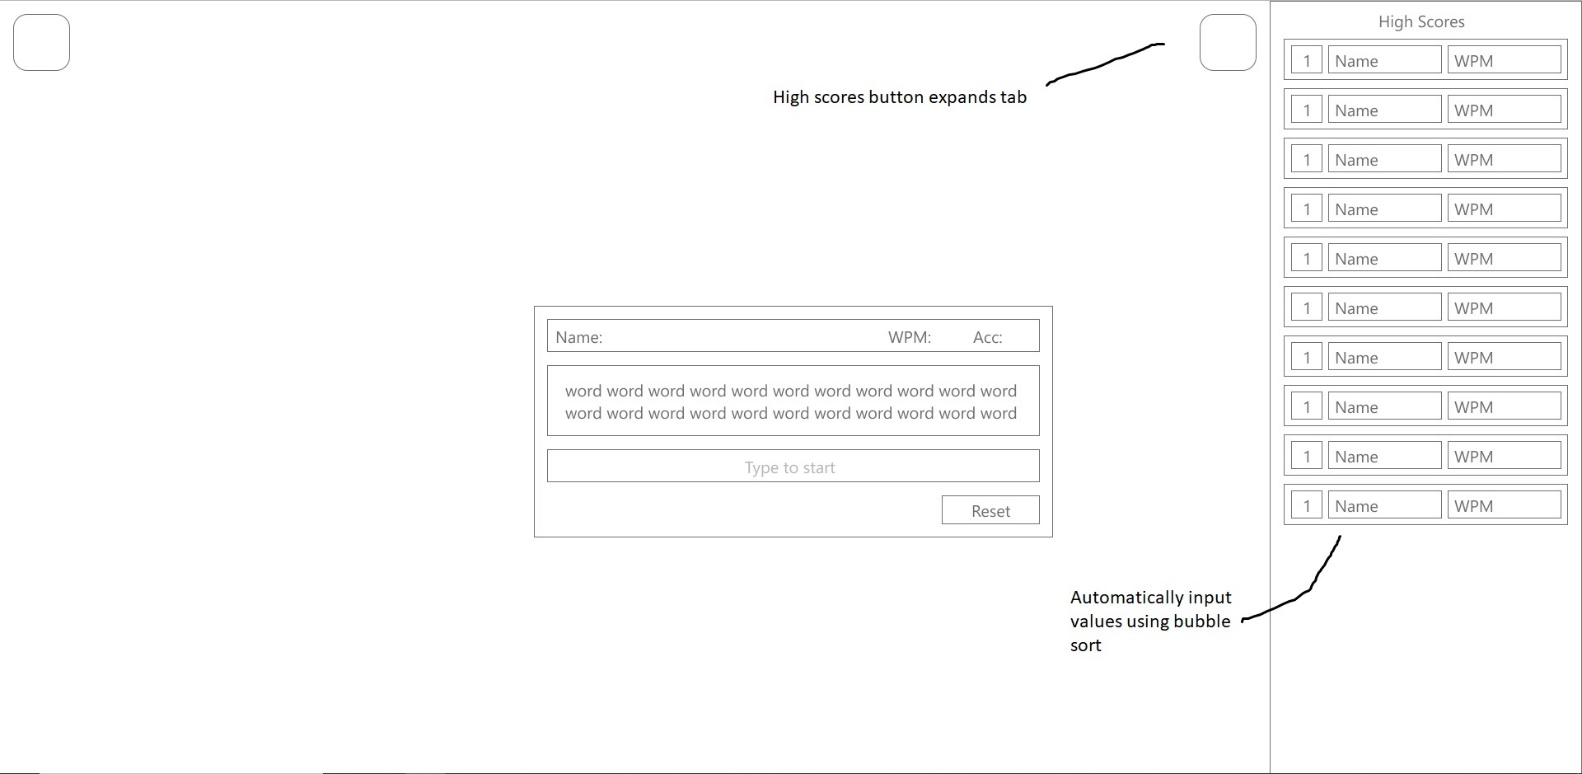 High Scores
1 Name WPM
High scores button expands tab
1 Name WPM
1 Name WPM
1 Name WPM
1 Name WPM
1 Name WPM
1 Name WPM
1 Name WPM
1 Name WPM
1 Name WPM
Name: WPM: Acc:
word word word word word word word word word word word
word word word word word word word word word word word
Type to start
Reset
Automatically input
values using bubble
sort